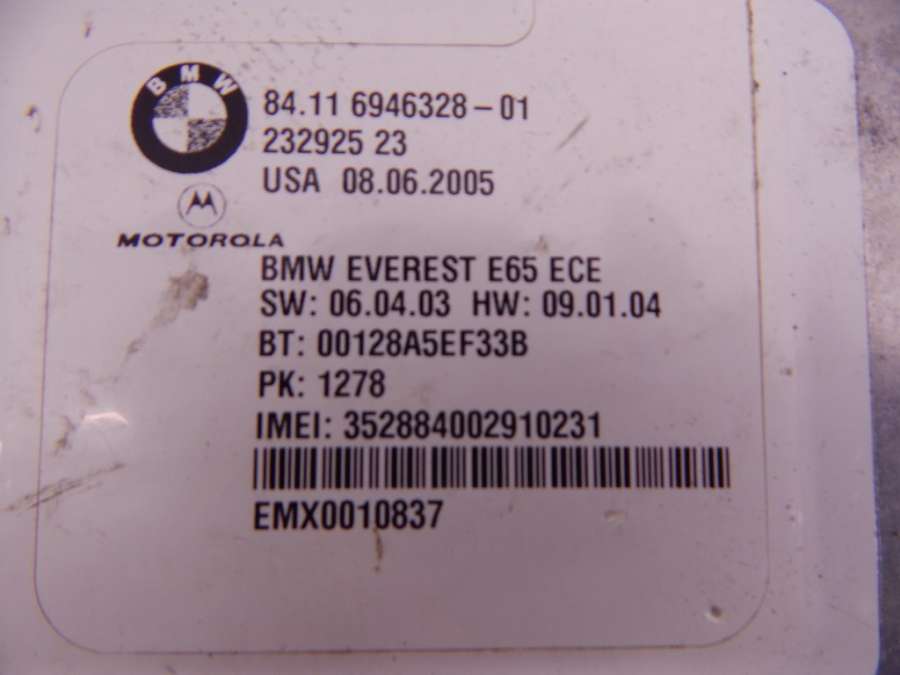 BMW
84.11 6946328-01
232925 23
USA 08.06.2005
MOTOROLA
BMW EVEREST E65 ECE
SW: 06.04.03 HW: 09.01.04
BT: 00128A5EF33B
PK: 1278
IMEI: 352884002910231
EMX0010837